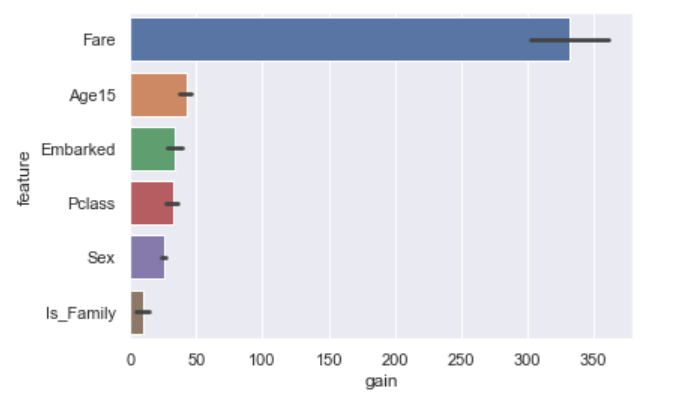 Fare
Age15
Embarked
Pclass
Sex
Is_Family
feature
0 50 100 150 200 250 300 350
gain